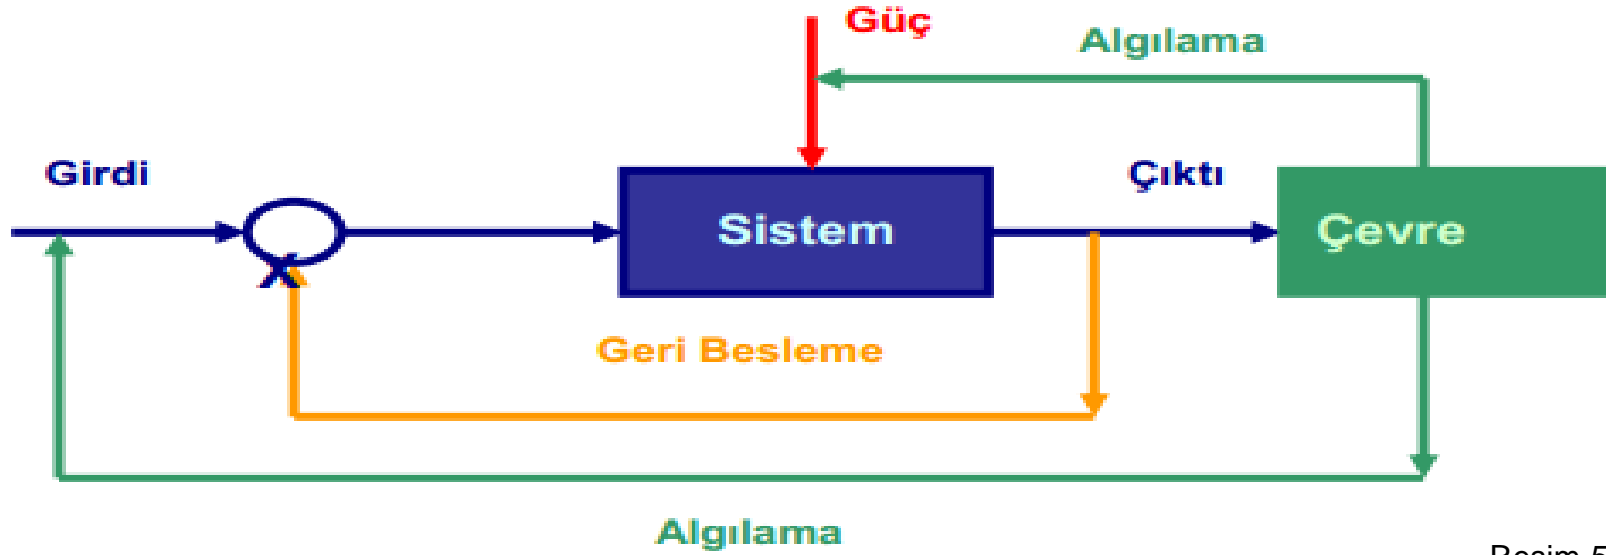 Güç
Algılama
Girdi
Çıktı
Sistem
Çevre
Geri Besleme
Algılama